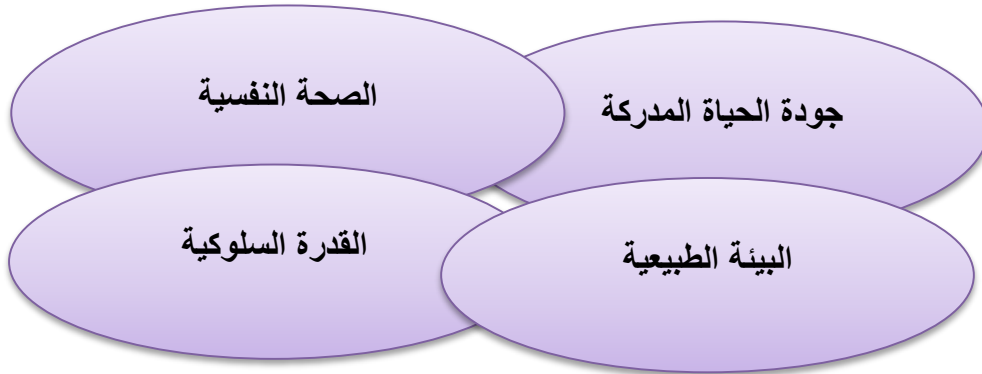 جودة الحياة المدركة
الصحة النفسية
البيئة الطبيعية
القدرة السلوكية